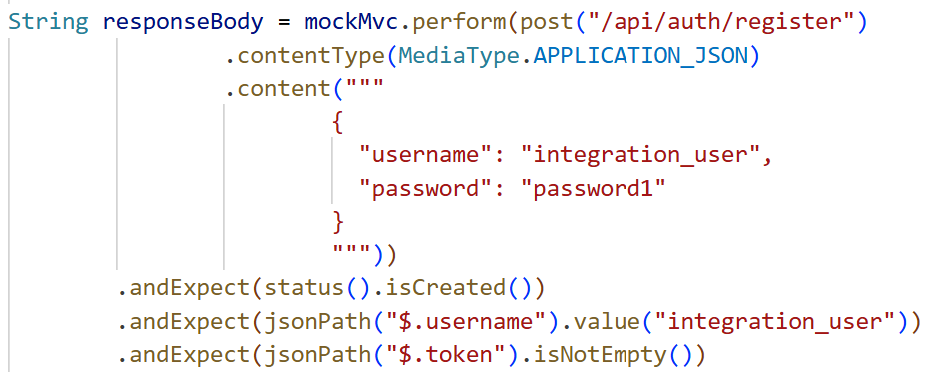 String responseBody = mockMvc.perform(post("/api/auth/register")
.contentType(MediaType.APPLICATION_JSON)
.content("""
{
"username": "integration_user",
"password": "password1"
}
"""))
.andExpect(status().isCreated())
.andExpect(jsonPath("$.username").value("integration_user"))
.andExpect(jsonPath("$.token").isNotEmpty())